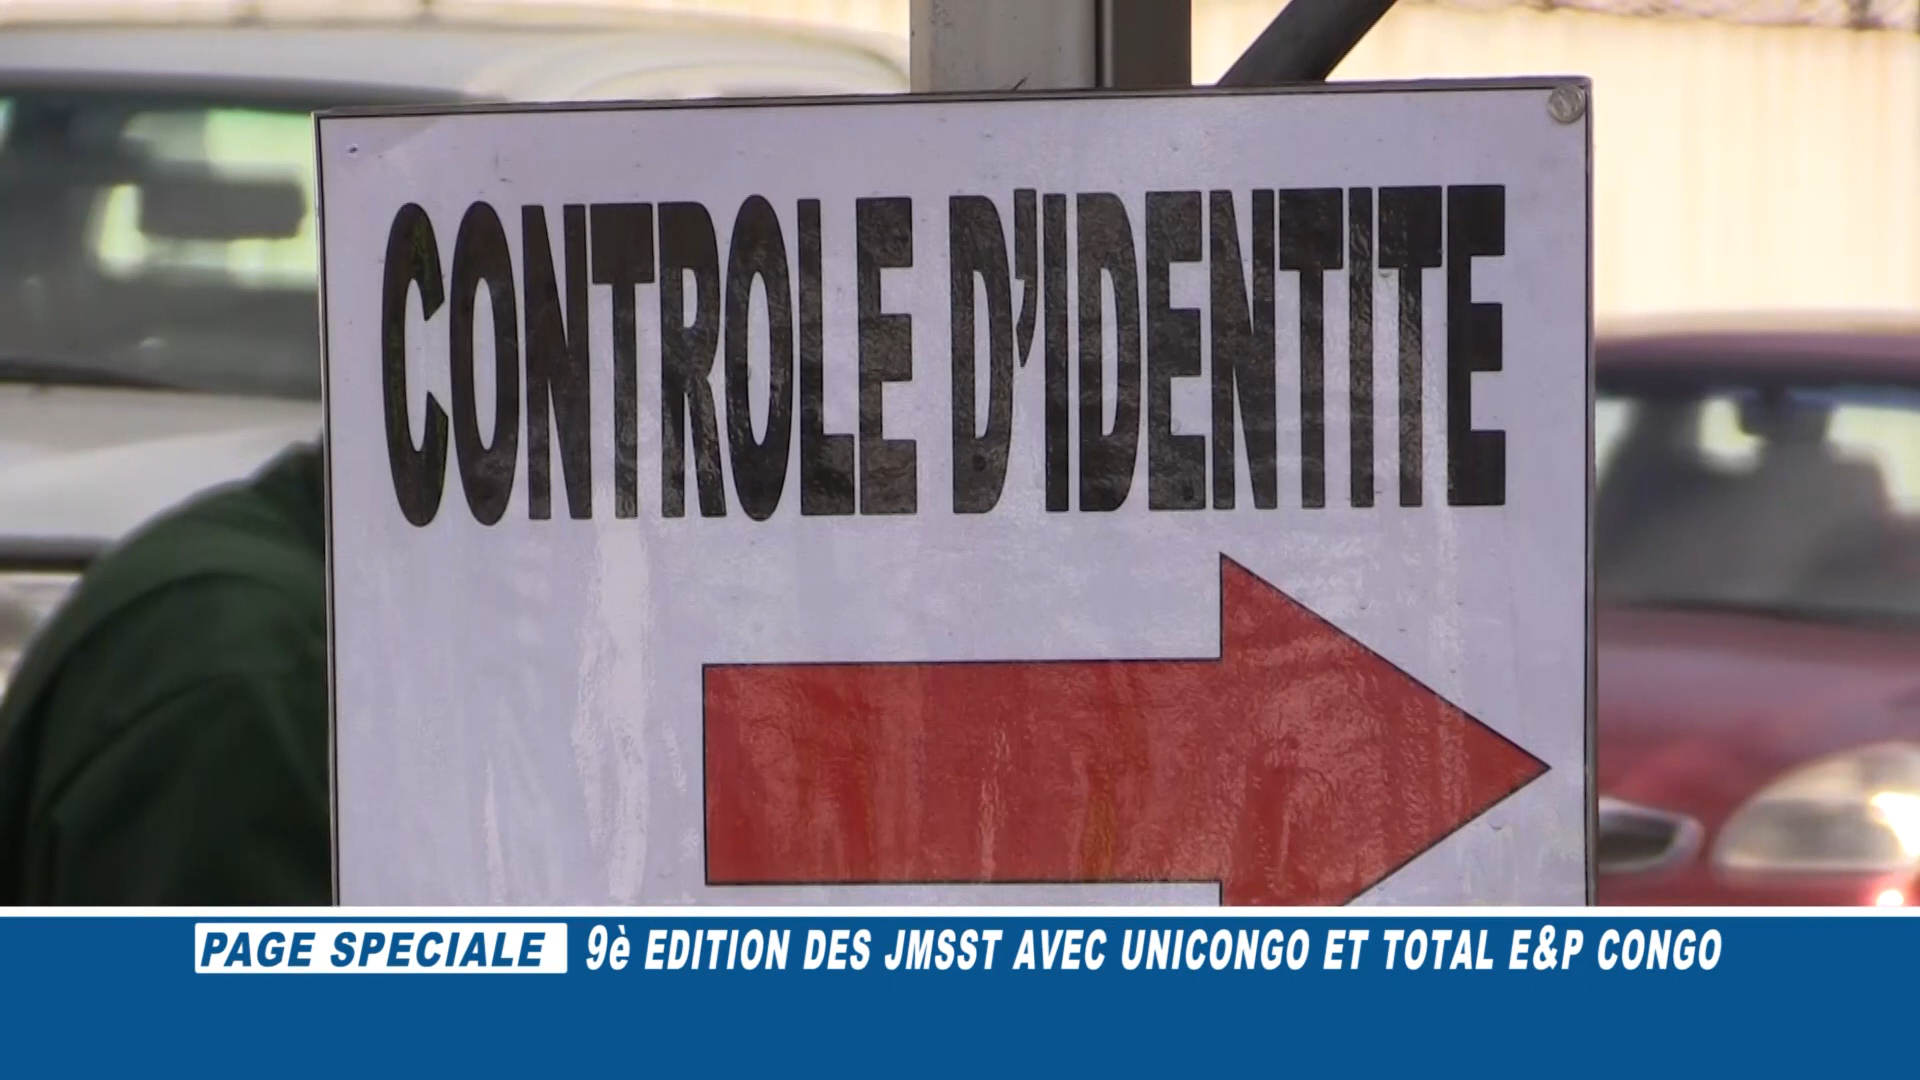 CONTROLE D'IDENTITE
PAGE SPECIALE 9è EDITION DES JMSST AVEC UNICONGO ET TOTAL E&P CONGO